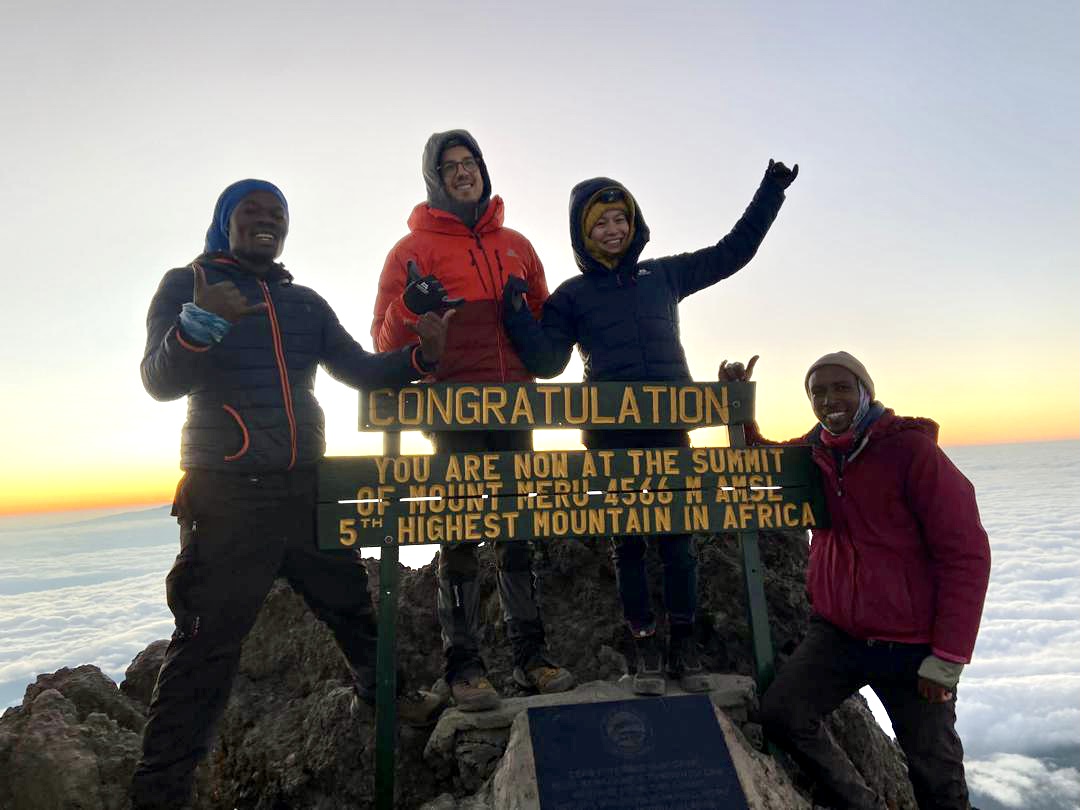 CONGRATULATION
YOU ARE NOW AT THE SUMMIT
OF MOUNT MERU 4566 M AMSL
5TH HIGHEST MOUNTAIN IN AFRICA